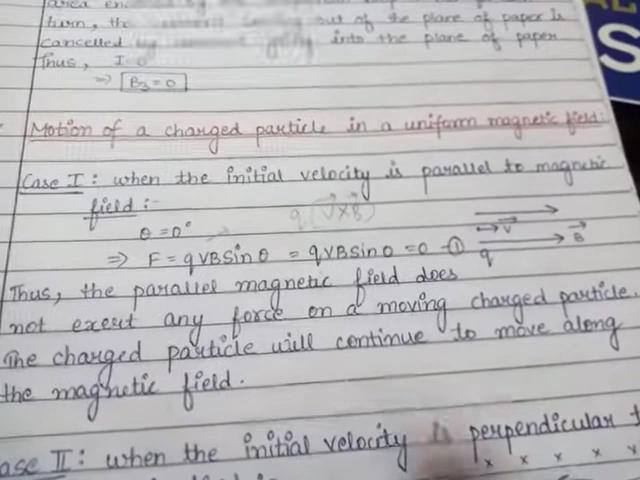 area
turn, the out of the plane of paper is
cancelled into the plane of paper
Thus, I
⇒ B₃ = 0
Motion of a charged particle in a uniform magnetic field:
Case I: when the initial velocity is parallel to magnetic
field :-
q(V⃗×B⃗)
θ = 0°
⇒ F = qVBsinθ = qVBsin0 = 0 -①
V⃗
q B⃗
Thus, the parallel magnetic field does
not exert any force on a moving charged particle.
The charged particle will continue to move along
the magnetic field.
ase II: when the initial velocity is perpendicular t
x x x x
S